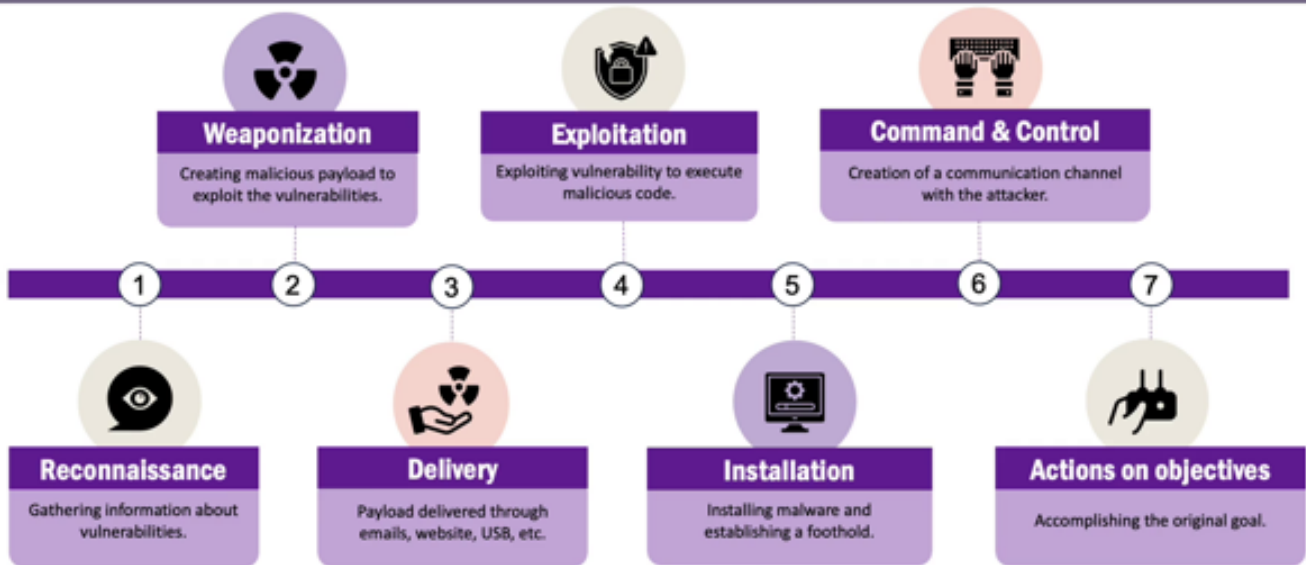 Weaponization
Creating malicious payload to
exploit the vulnerabilities.
Exploitation
Exploiting vulnerability to execute
malicious code.
Command & Control
Creation of a communication channel
with the attacker.
1
2
3
4
5
6
7
Reconnaissance
Gathering information about
vulnerabilities.
Delivery
Payload delivered through
emails, website, USB, etc.
Installation
Installing malware and
establishing a foothold.
Actions on objectives
Accomplishing the original goal.